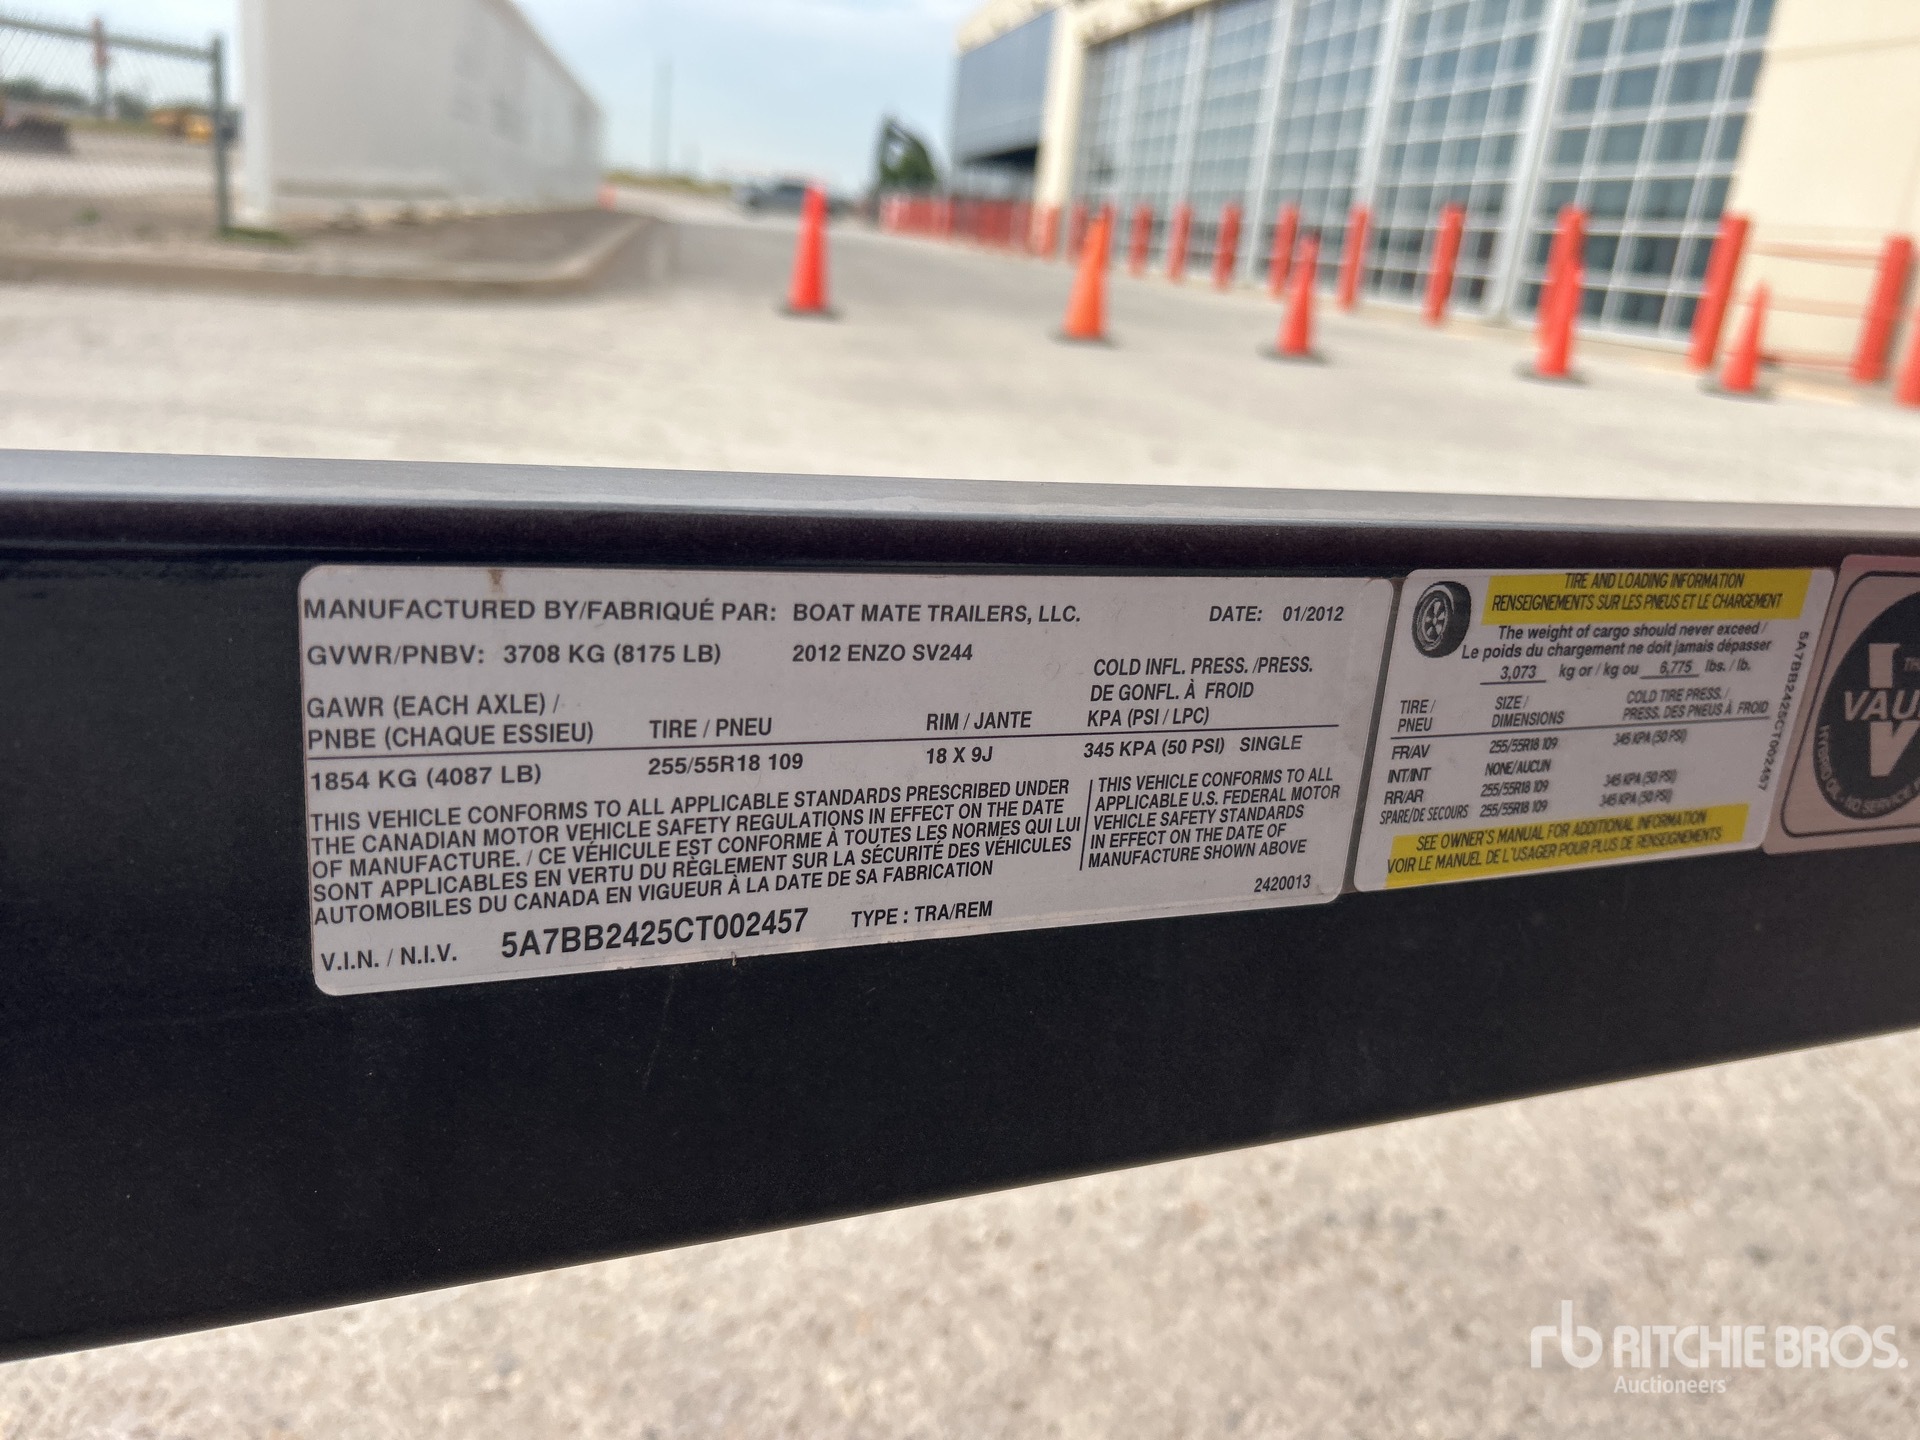 MANUFACTURED BY/FABRIQUÉ PAR: BOAT MATE TRAILERS, LLC. DATE: 01/2012
GVWR/PNBV: 3708 KG (8175 LB) 2012 ENZO SV244
COLD INFL. PRESS. /PRESS.
DE GONFL. À FROID
KPA (PSI / LPC)
GAWR (EACH AXLE) /
PNBE (CHAQUE ESSIEU) TIRE / PNEU RIM / JANTE
1854 KG (4087 LB) 255/55R18 109 18 X 9J 345 KPA (50 PSI) SINGLE
THIS VEHICLE CONFORMS TO ALL APPLICABLE STANDARDS PRESCRIBED UNDER
THE CANADIAN MOTOR VEHICLE SAFETY REGULATIONS IN EFFECT ON THE DATE
OF MANUFACTURE. / CE VÉHICULE EST CONFORME À TOUTES LES NORMES QUI LUI
SONT APPLICABLES EN VERTU DU RÈGLEMENT SUR LA SÉCURITÉ DES VÉHICULES
AUTOMOBILES DU CANADA EN VIGUEUR À LA DATE DE SA FABRICATION
THIS VEHICLE CONFORMS TO ALL
APPLICABLE U.S. FEDERAL MOTOR
VEHICLE SAFETY STANDARDS
IN EFFECT ON THE DATE OF
MANUFACTURE SHOWN ABOVE
2420013
V.I.N. / N.I.V. 5A7BB2425CT002457 TYPE : TRA/REM
TIRE AND LOADING INFORMATION
RENSEIGNEMENTS SUR LES PNEUS ET LE CHARGEMENT
The weight of cargo should never exceed /
Le poids du chargement ne doit jamais dépasser
3,073 kg or / kg ou 6,775 lbs. / lb.
TIRE / PNEU SIZE / DIMENSIONS COLD TIRE PRESS. / PRESS. DES PNEUS À FROID
FR/AV 255/55R18 109 345 KPA (50 PSI)
INT/INT NONE/AUCUN
RR/AR 255/55R18 109 345 KPA (50 PSI)
SPARE/DE SECOURS 255/55R18 109 345 KPA (50 PSI)
SEE OWNER'S MANUAL FOR ADDITIONAL INFORMATION
VOIR LE MANUEL DE L'USAGER POUR PLUS DE RENSEIGNEMENTS
5A7BB2425CT002457
HYBRID OIL - NO SERVICE
rb RITCHIE BROS.
Auctioneers